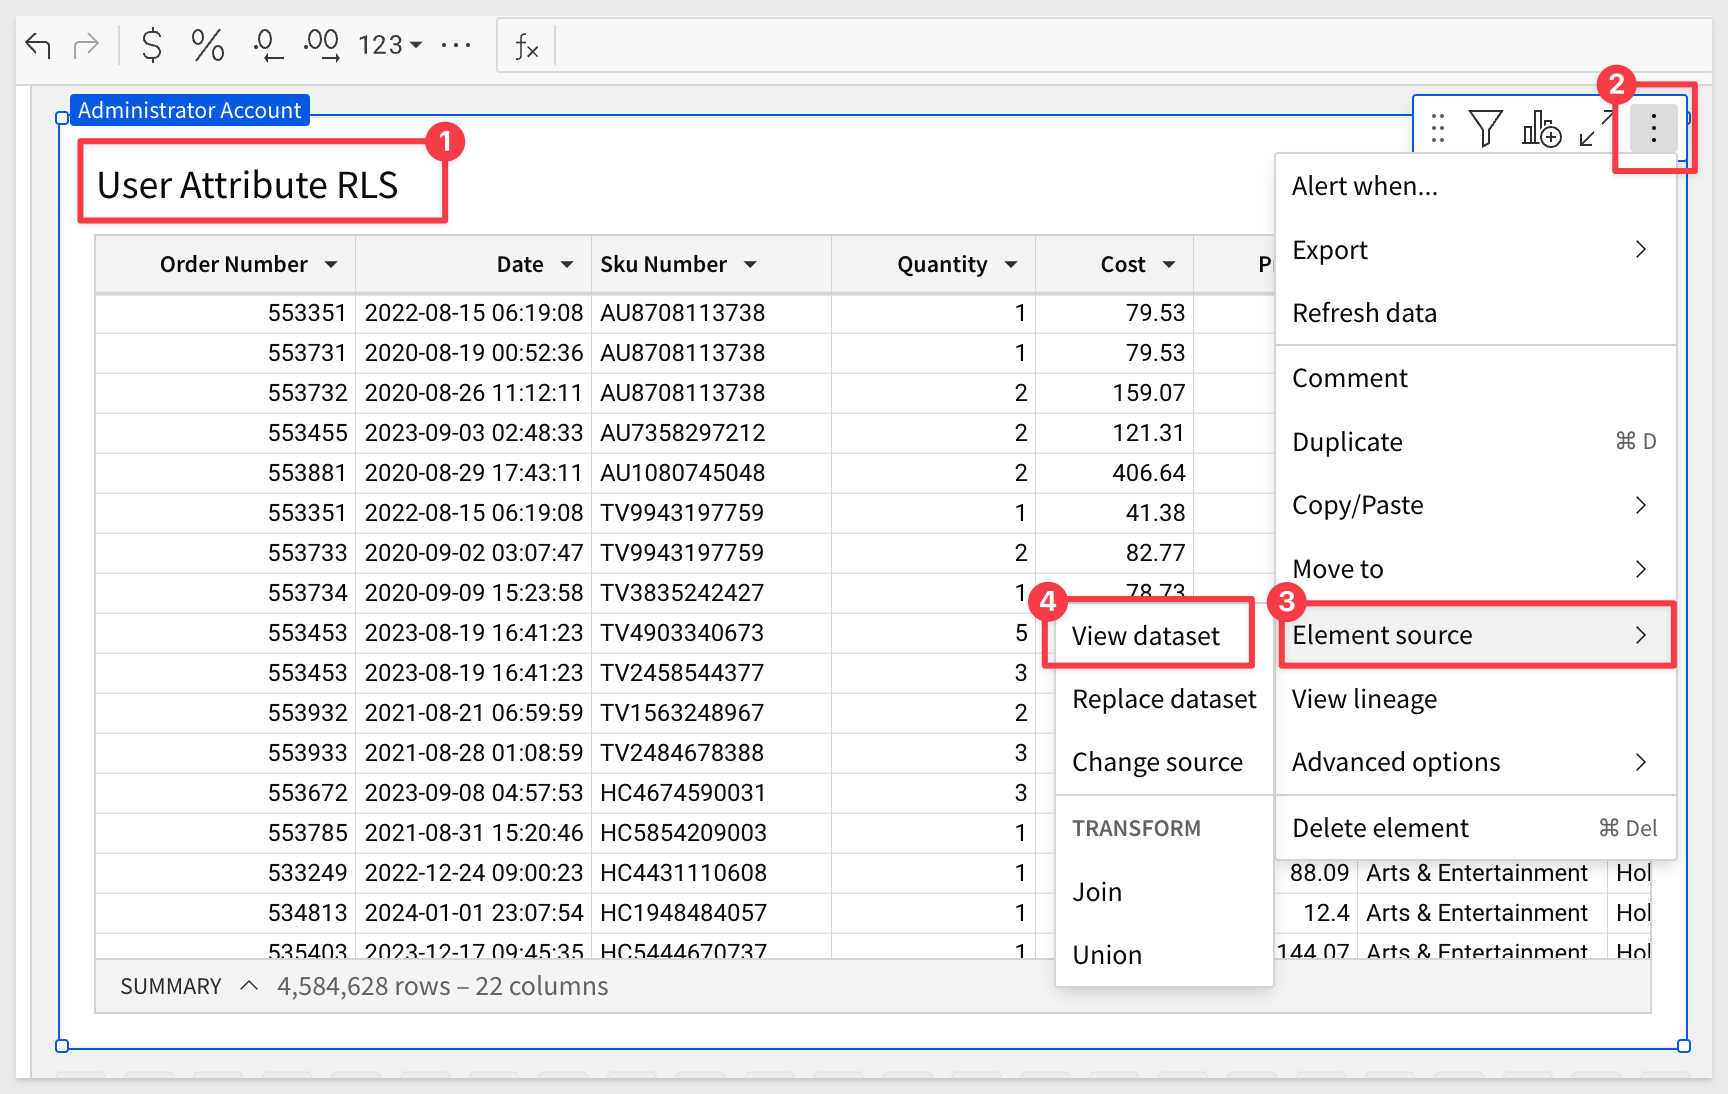 $ % .0 .00 123 ... fx
Administrator Account
2
1
User Attribute RLS
Alert when...
Export
Refresh data
Comment
Duplicate ⌘ D
Copy/Paste
Move to
3
Element source
View lineage
Advanced options
Delete element ⌘ Del
4
View dataset
Replace dataset
Change source
TRANSFORM
Join
Union
Order Number Date Sku Number Quantity Cost
553351 2022-08-15 06:19:08 AU8708113738 1 79.53
553731 2020-08-19 00:52:36 AU8708113738 1 79.53
553732 2020-08-26 11:12:11 AU8708113738 2 159.07
553455 2023-09-03 02:48:33 AU7358297212 2 121.31
553881 2020-08-29 17:43:11 AU1080745048 2 406.64
553351 2022-08-15 06:19:08 TV9943197759 1 41.38
553733 2020-09-02 03:07:47 TV9943197759 2 82.77
553734 2020-09-09 15:23:58 TV3835242427 1 78.73
553453 2023-08-19 16:41:23 TV4903340673 5
553453 2023-08-19 16:41:23 TV2458544377 3
553932 2021-08-21 06:59:59 TV1563248967 2
553933 2021-08-28 01:08:59 TV2484678388 3
553672 2023-09-08 04:57:53 HC4674590031 3
553785 2021-08-31 15:20:46 HC5854209003 1
533249 2022-12-24 09:00:23 HC4431110608 1 88.09 Arts & Entertainment Hol
534813 2024-01-01 23:07:54 HC1948484057 1 12.4 Arts & Entertainment Hol
535403 2023-12-17 09:45:35 HC5444670737 1 144.07 Arts & Entertainment Hol
SUMMARY 4,584,628 rows – 22 columns